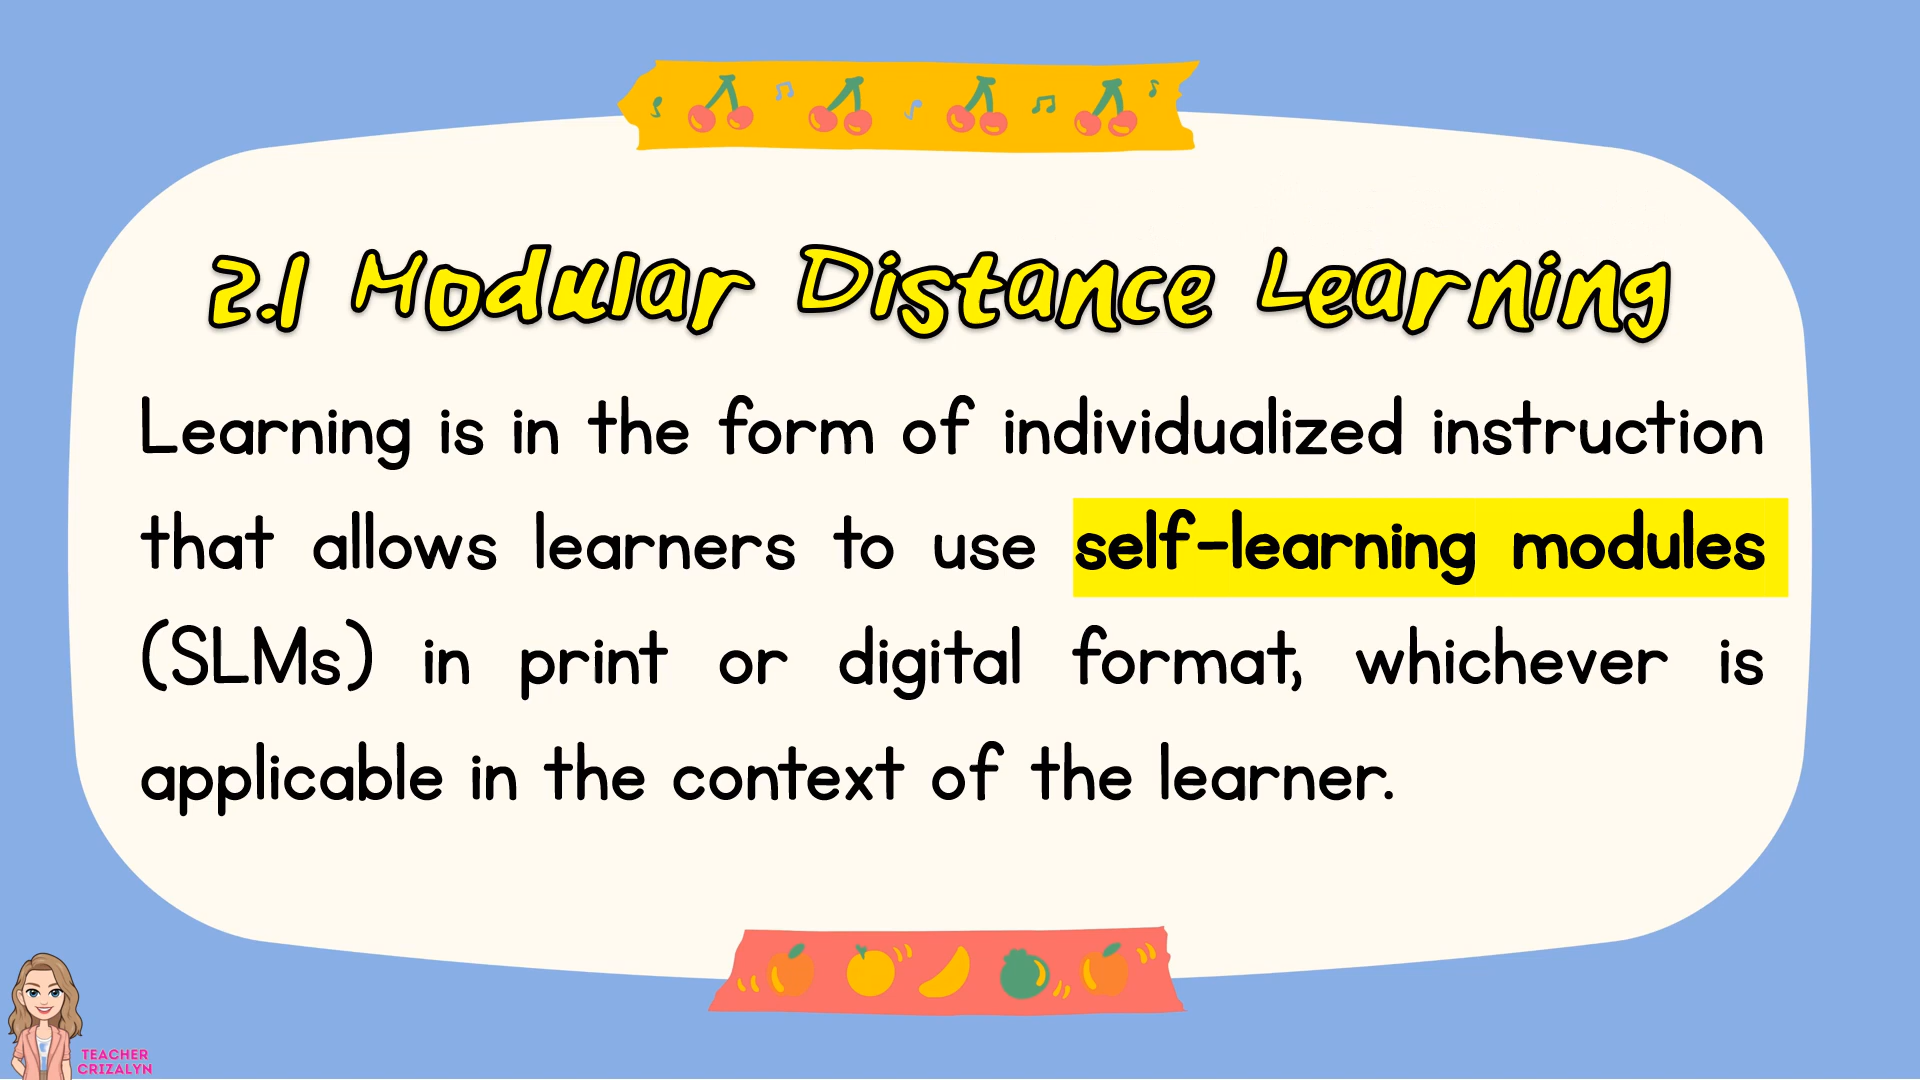 2.1 Modular Distance Learning
Learning is in the form of individualized instruction
that allows learners to use self-learning modules
(SLMs) in print or digital format, whichever is
applicable in the context of the learner.
TEACHER
CRIZALYN